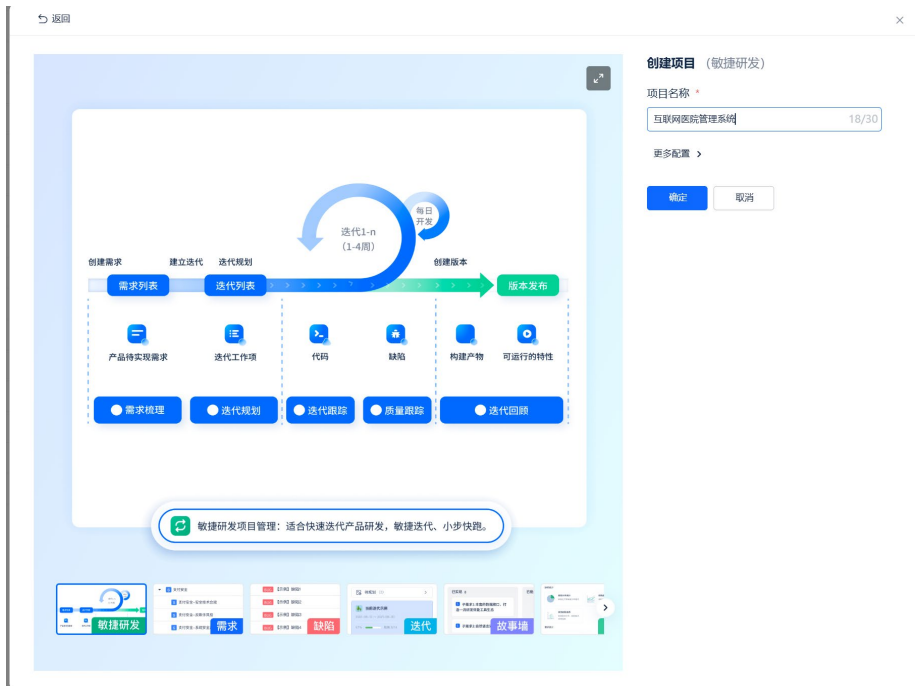 返回
创建项目 （敏捷研发）
项目名称 *
互联网医院管理系统 18/30
更多配置
确定 取消
每日
开发
迭代1-n
(1-4周)
创建需求 建立迭代 迭代规划 创建版本
需求列表 迭代列表 版本发布
产品待实现需求 迭代工作项 代码 缺陷 构建产物 可运行的特性
需求梳理 迭代规划 迭代跟踪 质量跟踪 迭代回顾
敏捷研发项目管理：适合快速迭代产品研发，敏捷迭代、小步快跑。
敏捷研发 需求 缺陷 迭代 故事墙